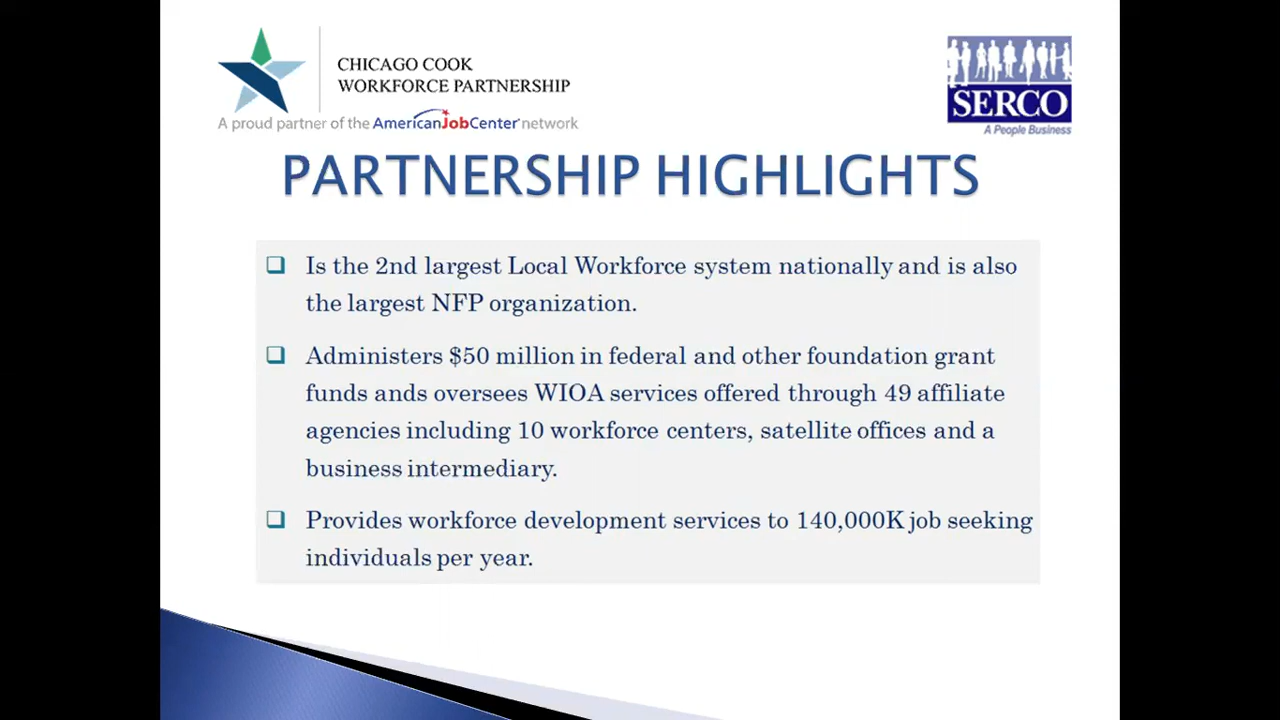 CHICAGO COOK
WORKFORCE PARTNERSHIP
A proud partner of the AmericanJobCenter network
SERCO
A People Business
PARTNERSHIP HIGHLIGHTS
Is the 2nd largest Local Workforce system nationally and is also
the largest NFP organization.
Administers $50 million in federal and other foundation grant
funds ands oversees WIOA services offered through 49 affiliate
agencies including 10 workforce centers, satellite offices and a
business intermediary.
Provides workforce development services to 140,000K job seeking
individuals per year.